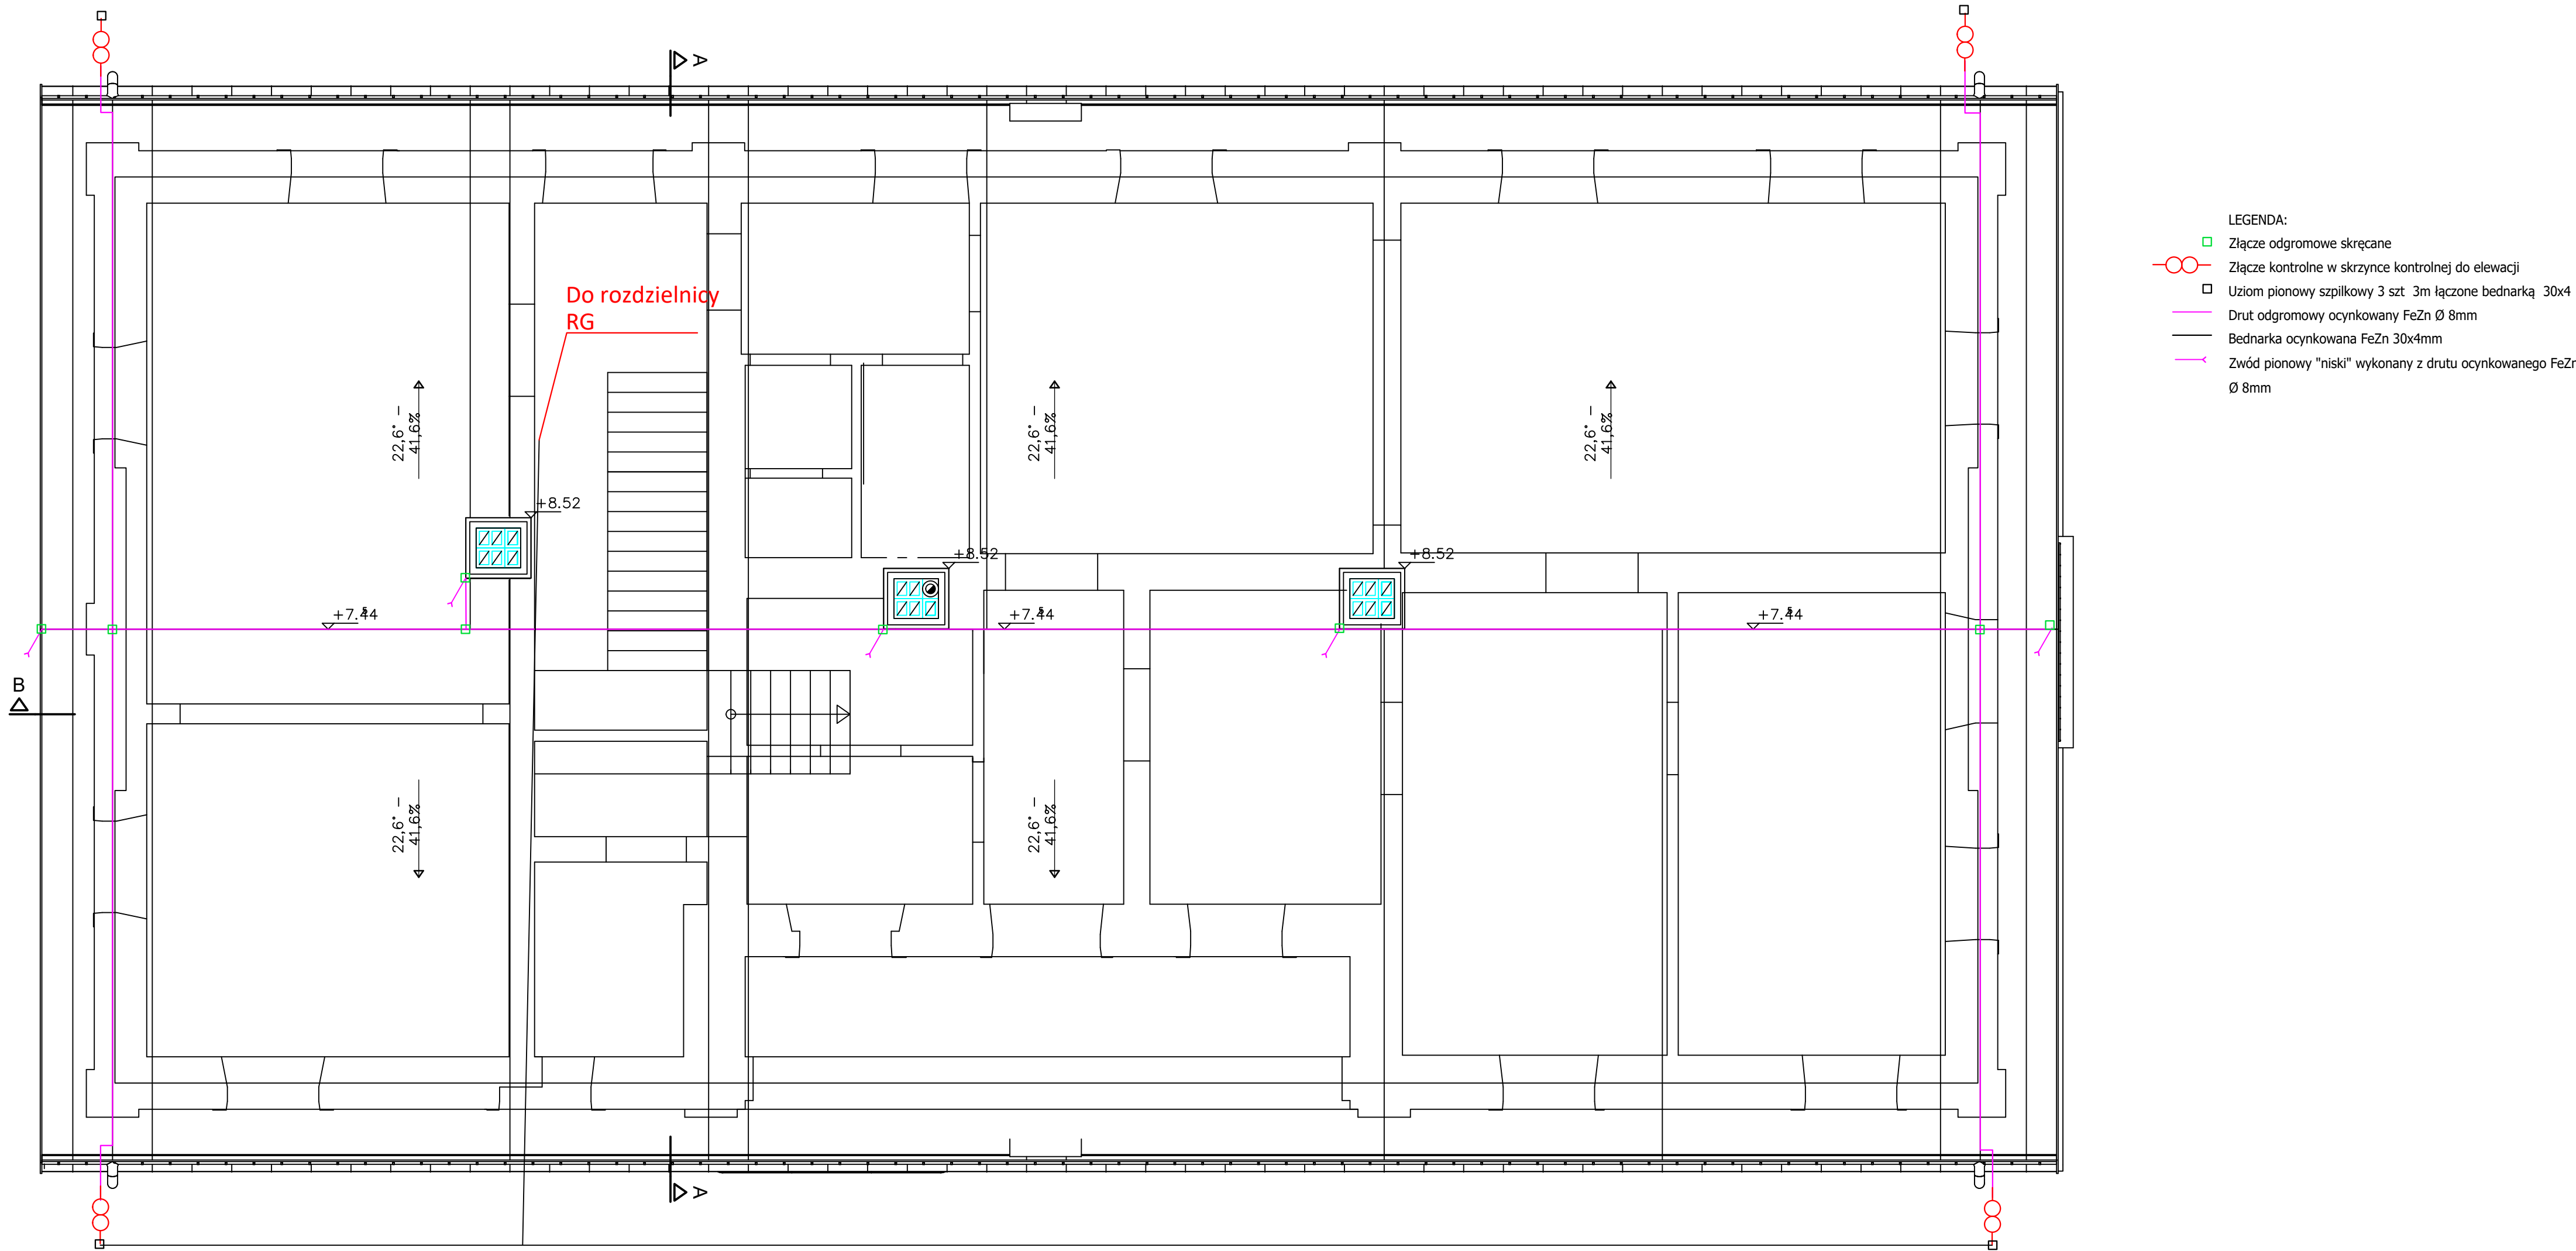 A
LEGENDA:
Złącze odgromowe skręcane
Złącze kontrolne w skrzynce kontrolnej do elewacji
Uziom pionowy szpilkowy 3 szt 3m łączone bednarką 30x4
Drut odgromowy ocynkowany FeZn Ø 8mm
Bednarka ocynkowana FeZn 30x4mm
Zwód pionowy "niski" wykonany z drutu ocynkowanego FeZn
Ø 8mm
Do rozdzielnicy
RG
22,6° –
41,6%
22,6° –
41,6%
22,6° –
41,6%
+8.52
+8.52
+8.52
+7.44
+7.44
+7.44
B
22,6° –
41,6%
22,6° –
41,6%
A